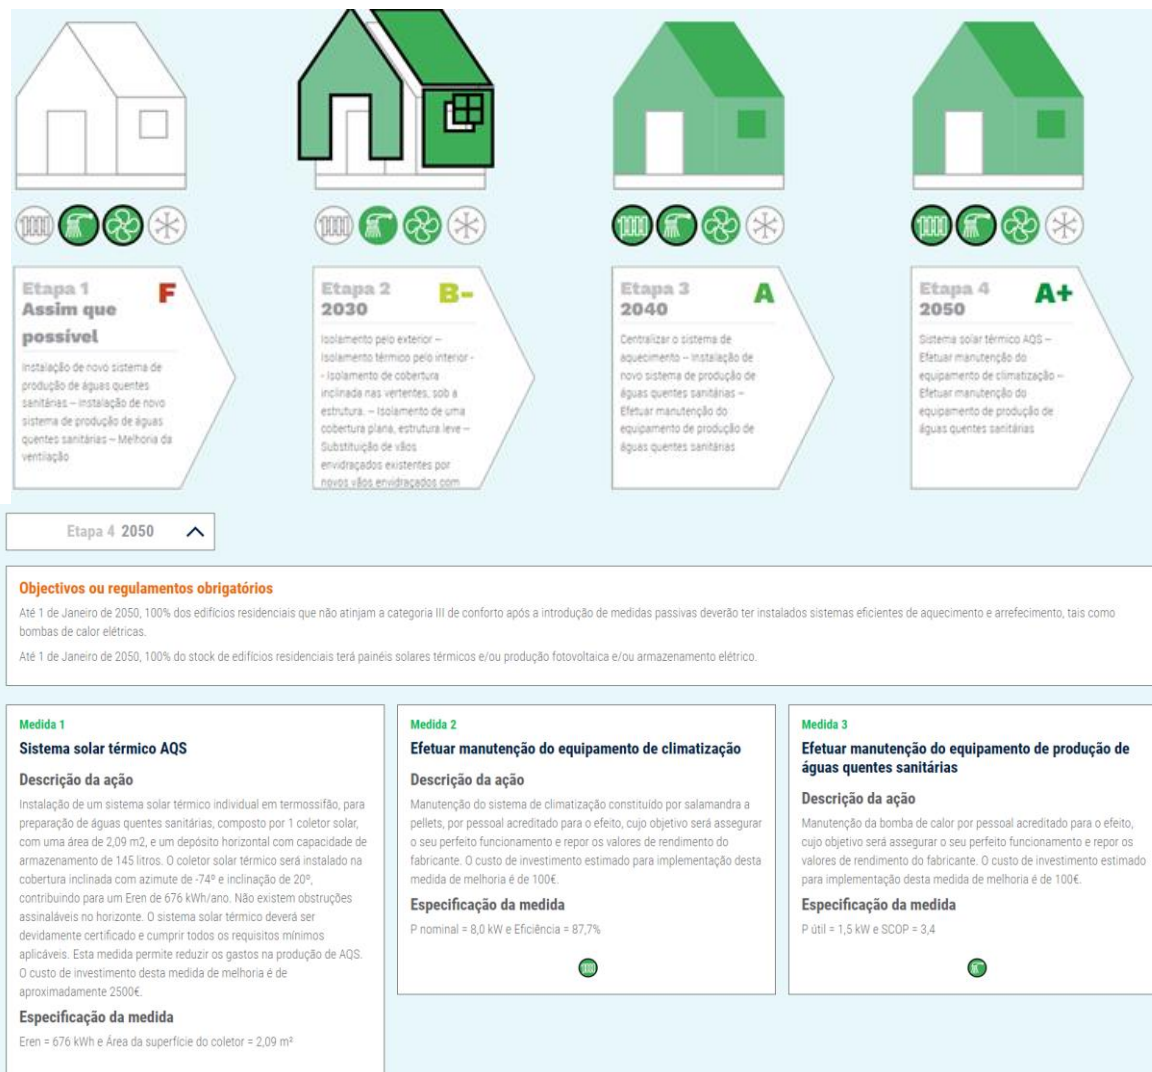 Etapa 1 F
Assim que
possível
Instalação de novo sistema de
produção de águas quentes
sanitárias – Instalação de novo
sistema de produção de águas
quentes sanitárias – Melhoria da
ventilação
Etapa 2 B-
2030
Isolamento pelo exterior –
Isolamento térmico pelo interior -
- Isolamento de cobertura
inclinada nas vertentes, sob a
estrutura. – Isolamento de uma
cobertura plana, estrutura leve –
Substituição de vãos
envidraçados existentes por
novos vãos envidraçados com
Etapa 3 A
2040
Centralizar o sistema de
aquecimento – Instalação de
novo sistema de produção de
águas quentes sanitárias –
Efetuar manutenção do
equipamento de produção de
águas quentes sanitárias
Etapa 4 A+
2050
Sistema solar térmico AQS –
Efetuar manutenção do
equipamento de climatização –
Efetuar manutenção do
equipamento de produção de
águas quentes sanitárias
Etapa 4 2050
Objectivos ou regulamentos obrigatórios
Até 1 de Janeiro de 2050, 100% dos edifícios residenciais que não atinjam a categoria III de conforto após a introdução de medidas passivas deverão ter instalados sistemas eficientes de aquecimento e arrefecimento, tais como
bombas de calor elétricas.
Até 1 de Janeiro de 2050, 100% do stock de edifícios residenciais terá painéis solares térmicos e/ou produção fotovoltaica e/ou armazenamento elétrico.
Medida 1
Sistema solar térmico AQS
Descrição da ação
Instalação de um sistema solar térmico individual em termossifão, para
preparação de águas quentes sanitárias, composto por 1 coletor solar,
com uma área de 2,09 m2, e um depósito horizontal com capacidade de
armazenamento de 145 litros. O coletor solar térmico será instalado na
cobertura inclinada com azimute de -74º e inclinação de 20º,
contribuindo para um Eren de 676 kWh/ano. Não existem obstruções
assinaláveis no horizonte. O sistema solar térmico deverá ser
devidamente certificado e cumprir todos os requisitos mínimos
aplicáveis. Esta medida permite reduzir os gastos na produção de AQS.
O custo de investimento desta medida de melhoria é de
aproximadamente 2500€.
Especificação da medida
Eren = 676 kWh e Área da superfície do coletor = 2,09 m²
Medida 2
Efetuar manutenção do equipamento de climatização
Descrição da ação
Manutenção do sistema de climatização constituído por salamandra a
pellets, por pessoal acreditado para o efeito, cujo objetivo será assegurar
o seu perfeito funcionamento e repor os valores de rendimento do
fabricante. O custo de investimento estimado para implementação desta
medida de melhoria é de 100€.
Especificação da medida
P nominal = 8,0 kW e Eficiência = 87,7%
Medida 3
Efetuar manutenção do equipamento de produção de
águas quentes sanitárias
Descrição da ação
Manutenção da bomba de calor por pessoal acreditado para o efeito,
cujo objetivo será assegurar o seu perfeito funcionamento e repor os
valores de rendimento do fabricante. O custo de investimento estimado
para implementação desta medida de melhoria é de 100€.
Especificação da medida
P útil = 1,5 kW e SCOP = 3,4